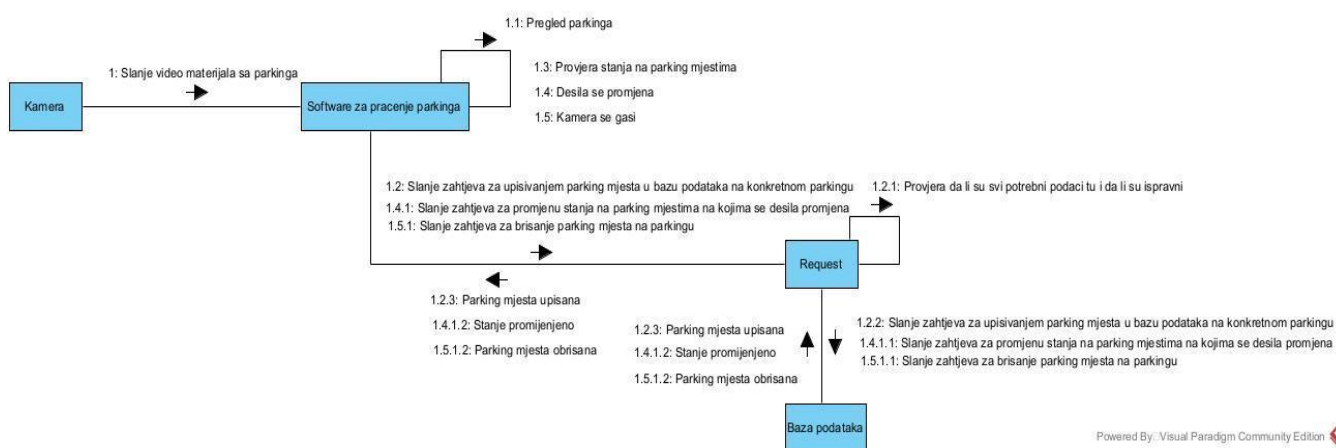 1.1: Pregled parkinga
1: Slanje video materijala sa parkinga
1.3: Provjera stanja na parking mjestima
1.4: Desila se promjena
1.5: Kamera se gasi
Kamera
Software za pracenje parkinga
1.2: Slanje zahtjeva za upisivanjem parking mjesta u bazu podataka na konkretnom parkingu
1.4.1: Slanje zahtjeva za promjenu stanja na parking mjestima na kojima se desila promjena
1.5.1: Slanje zahtjeva za brisanje parking mjesta na parkingu
1.2.1: Provjera da li su svi potrebni podaci tu i da li su ispravni
Request
1.2.3: Parking mjesta upisana
1.4.1.2: Stanje promijenjeno
1.5.1.2: Parking mjesta obrisana
1.2.3: Parking mjesta upisana
1.4.1.2: Stanje promijenjeno
1.5.1.2: Parking mjesta obrisana
1.2.2: Slanje zahtjeva za upisivanjem parking mjesta u bazu podataka na konkretnom parkingu
1.4.1.1: Slanje zahtjeva za promjenu stanja na parking mjestima na kojima se desila promjena
1.5.1.1: Slanje zahtjeva za brisanje parking mjesta na parkingu
Baza podataka
Powered By: Visual Paradigm Community Edition